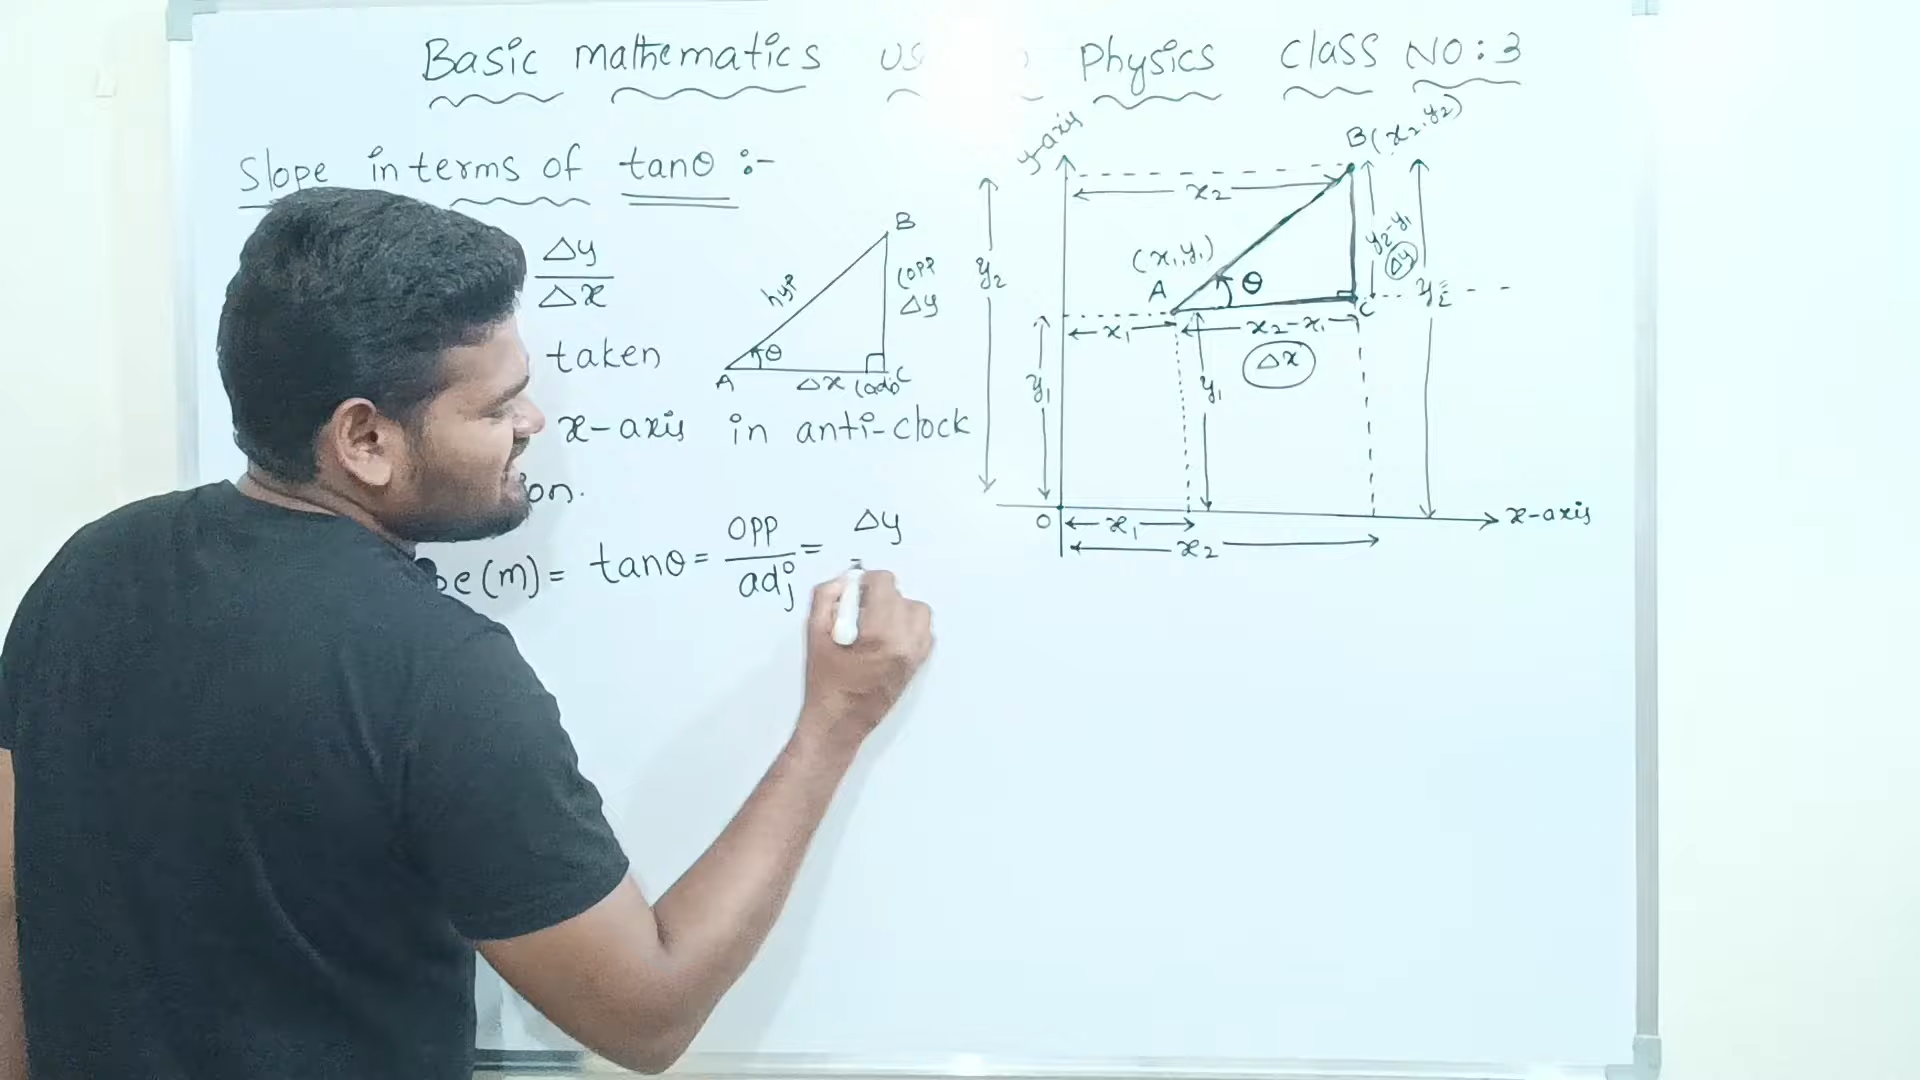 Basic mathematics Physics Class NO:3
Slope in terms of tanθ :-
Δy
Δx
taken
x-axis in anti-clock
(m) = tanθ = OPP = Δy
adj
B
hyp
(OPP
Δy
θ
A
Δx (adj)
C
y-axis
B(x2,y2)
x2
y2
(x1,y1)
A
θ
y2-y1
Δy
C
x1
x2-x1
Δx
y1
y1
y2
O
x1
x2
x-axis